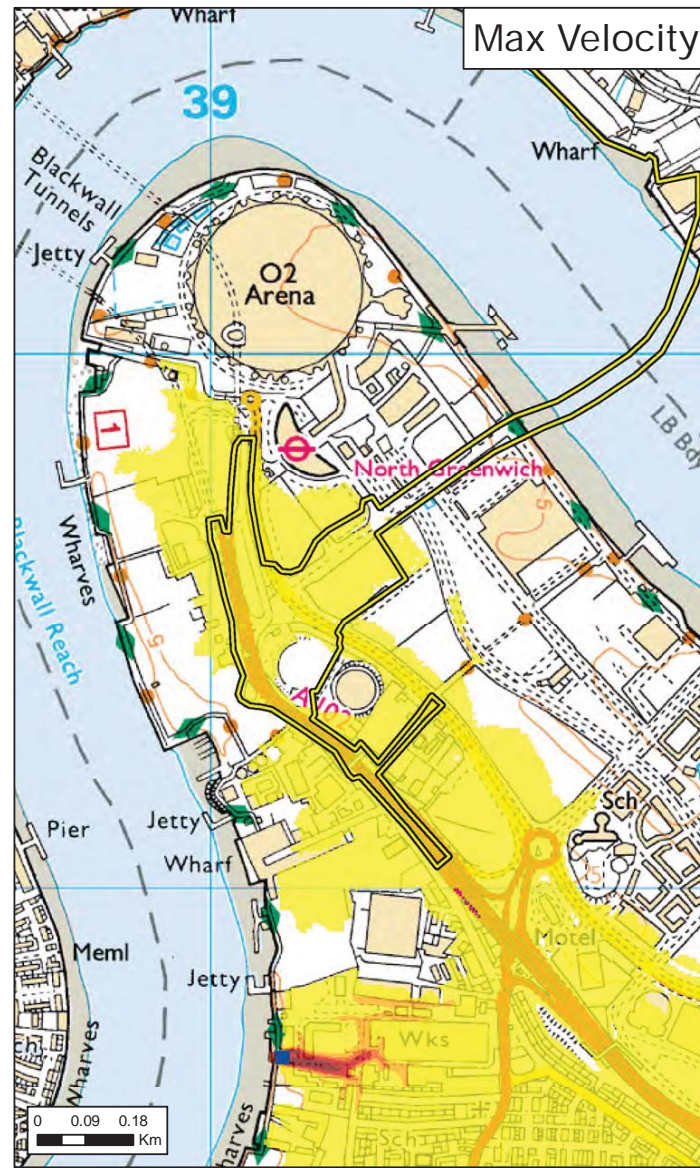 Wharf
Max Velocity
39
Wharf
Blackwall
Tunnels
Jetty
O2
Arena
1
North Greenwich
LB Bdy
Wharves
Blackwall Reach
5
5
A102
Sch
Pier
Jetty
Wharf
Motel
Meml
Jetty
Wks
Wharves
Sch
0 0.09 0.18
Km